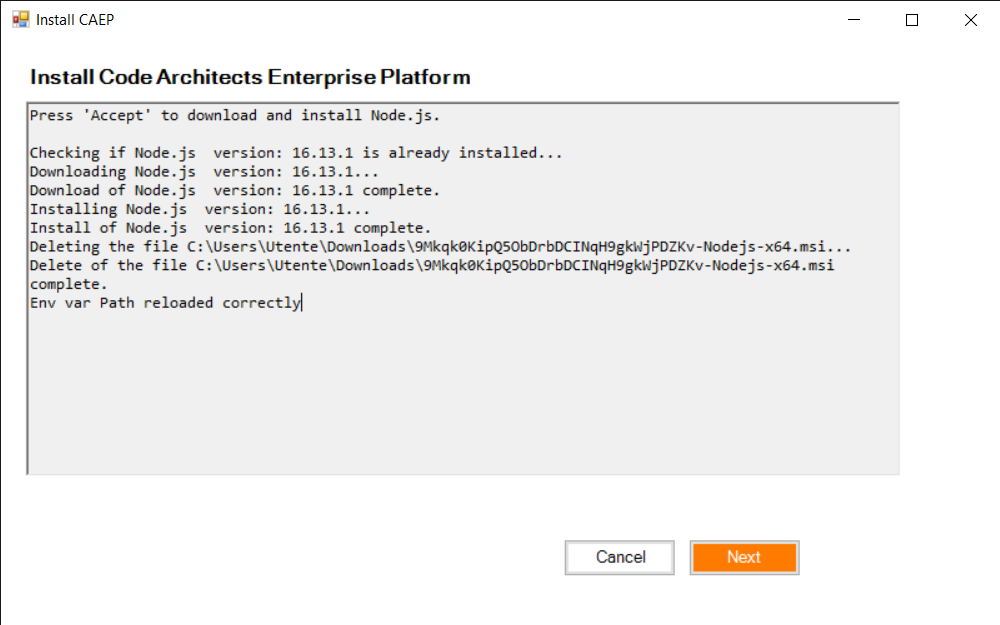 Install CAEP
Install Code Architects Enterprise Platform
Press 'Accept' to download and install Node.js.
Checking if Node.js  version: 16.13.1 is already installed...
Downloading Node.js  version: 16.13.1...
Download of Node.js  version: 16.13.1 complete.
Installing Node.js  version: 16.13.1...
Install of Node.js  version: 16.13.1 complete.
Deleting the file C:\Users\Utente\Downloads\9Mkqk0KipQ5ObDrbDCINqH9gkWjPDZKv-Nodejs-x64.msi...
Delete of the file C:\Users\Utente\Downloads\9Mkqk0KipQ5ObDrbDCINqH9gkWjPDZKv-Nodejs-x64.msi
complete.
Env var Path reloaded correctly
Cancel
Next